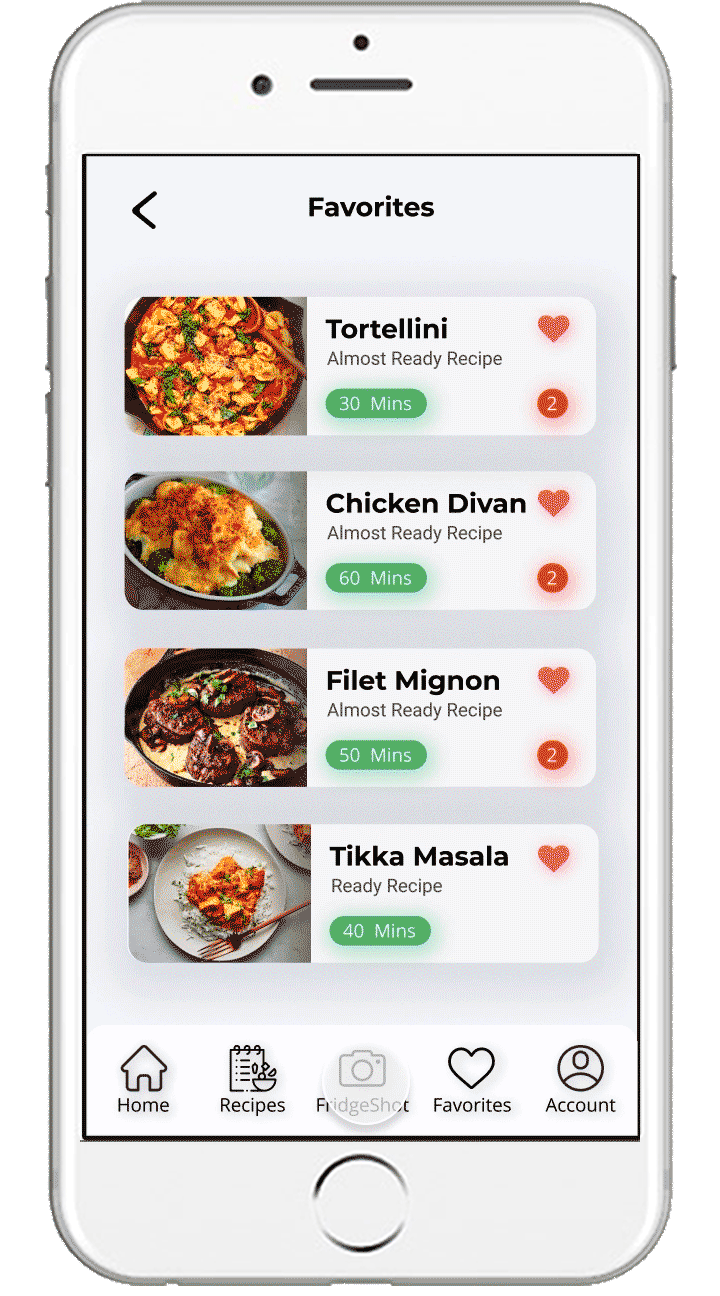 Favorites
Tortellini
Almost Ready Recipe
30 Mins
2
Chicken Divan
Almost Ready Recipe
60 Mins
2
Filet Mignon
Almost Ready Recipe
50 Mins
2
Tikka Masala
Ready Recipe
40 Mins
Home
Recipes
FridgeShot
Favorites
Account